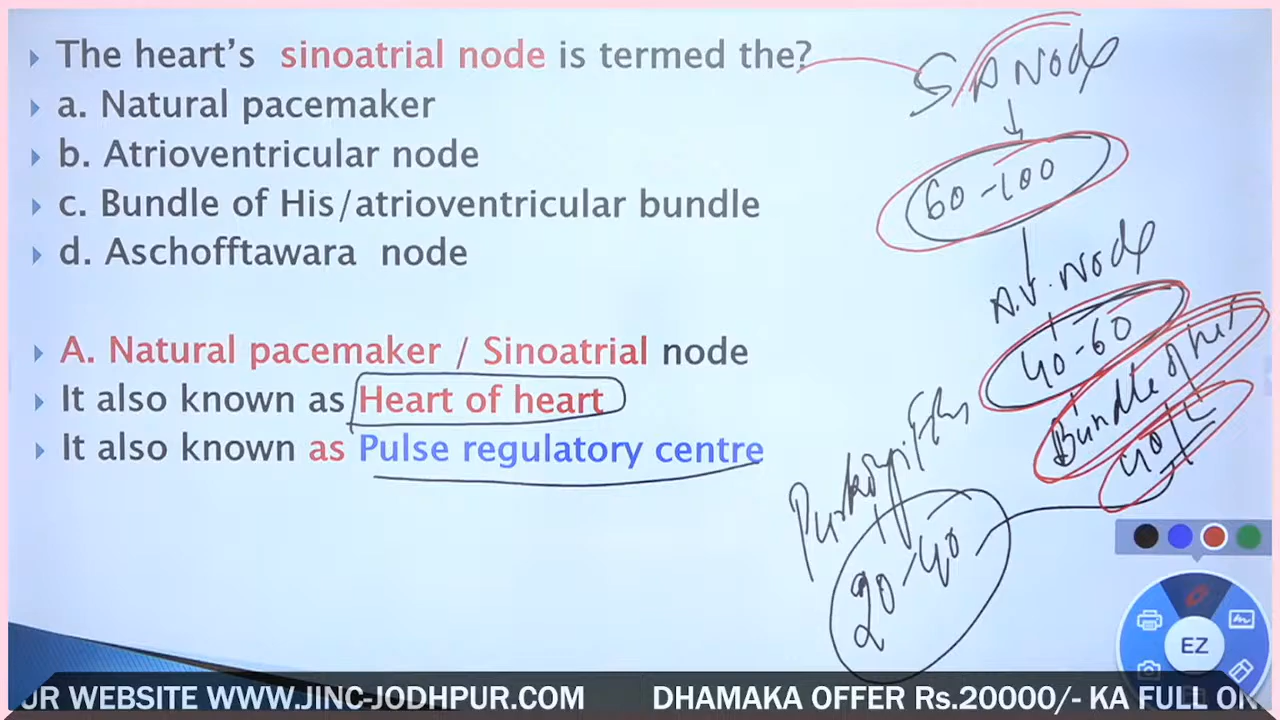 The heart's sinoatrial node is termed the?
a. Natural pacemaker
b. Atrioventricular node
c. Bundle of His/atrioventricular bundle
d. Aschofftawara node
A. Natural pacemaker / Sinoatrial node
It also known as Heart of heart
It also known as Pulse regulatory centre
SA Node
60-100
A.V. Node
40-60
Bundle of his
20-40
EZ
UR WEBSITE WWW.JINC-JODHPUR.COM DHAMAKA OFFER Rs.20000/- KA FULL ON